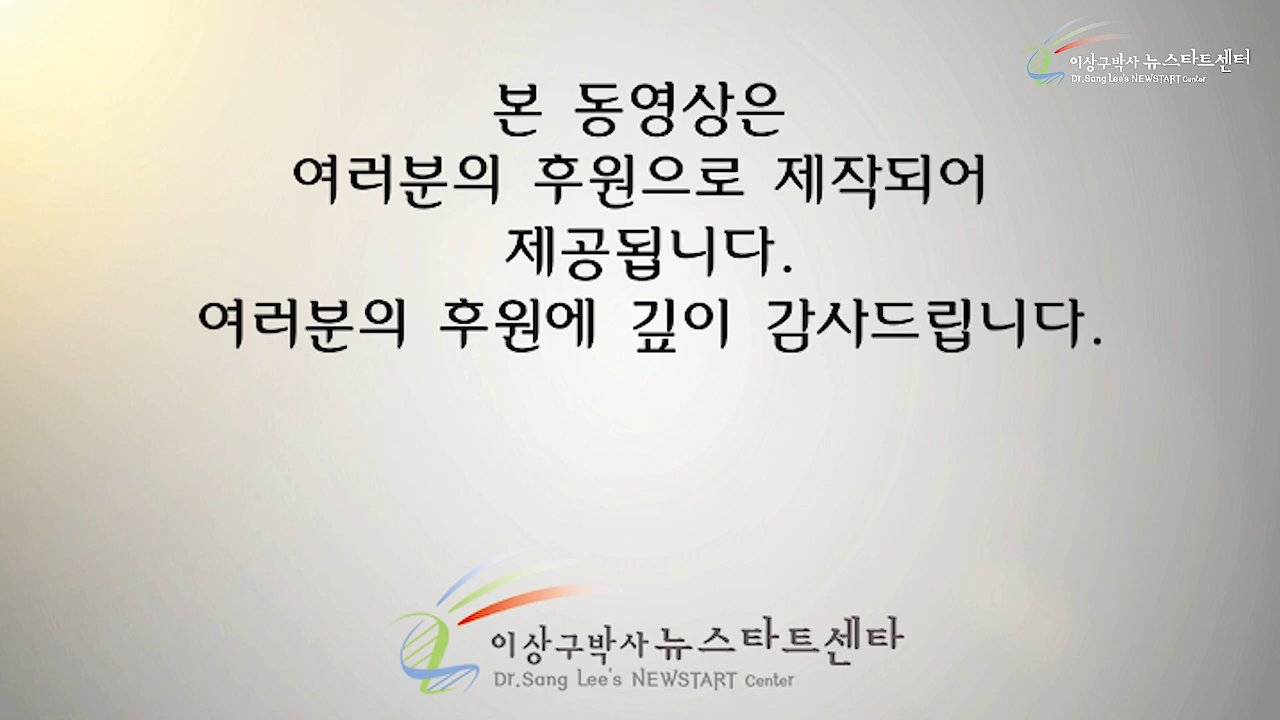 이상구박사 뉴스타트센터
Dr.Sang Lee's NEWSTART Center
본 동영상은
여러분의 후원으로 제작되어
제공됩니다.
여러분의 후원에 깊이 감사드립니다.
이상구박사 뉴스타트센타
Dr.Sang Lee's NEWSTART Center